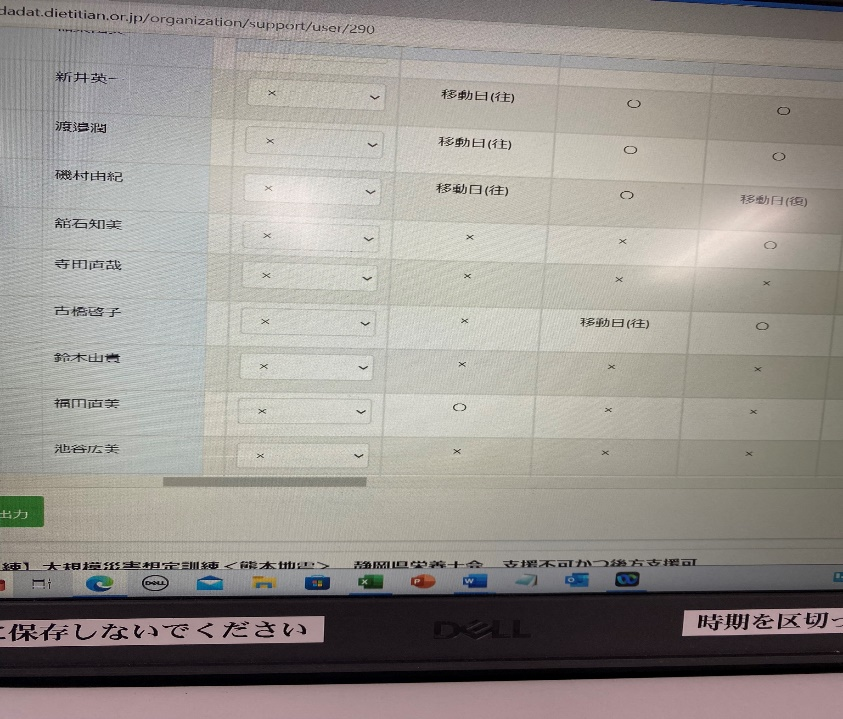 dadat.dietitian.or.jp/organization/support/user/290
新井英一 × 移動日(往) ○ ○
渡邉潤 × 移動日(往) ○ ○
磯村由紀 × 移動日(往) ○ 移動日(復)
舘石知美 × × × ○
寺田直哉 × × × ×
古橋啓子 × × 移動日(往) ○
鈴木由貴 × × × ×
福田直美 × ○ × ×
池谷広美 × × × ×
出力
練】大規模災害想定訓練<熊本地震> 静岡県栄養士会 支援不可かつ後方支援可
DELL
に保存しないでください
DELL
時期を区切っ